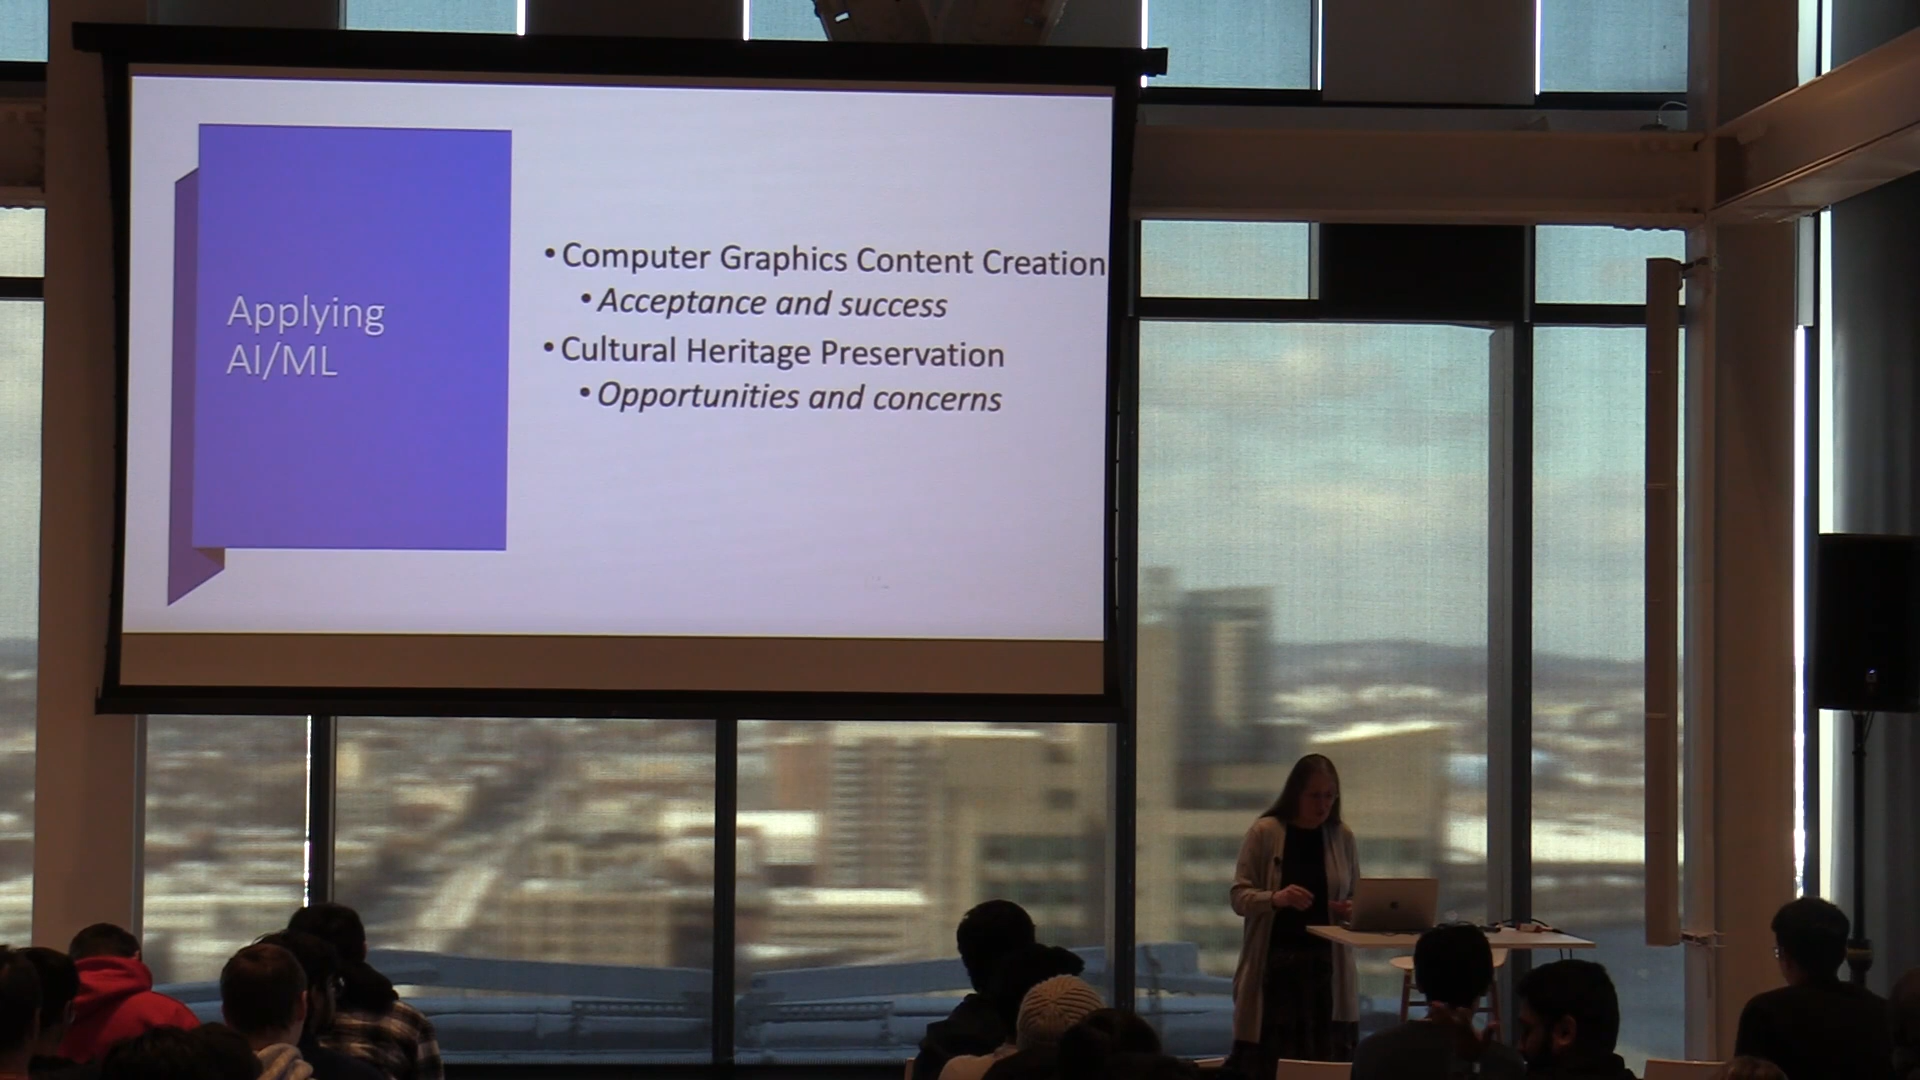 Applying
AI/ML
• Computer Graphics Content Creation
• Acceptance and success
• Cultural Heritage Preservation
• Opportunities and concerns